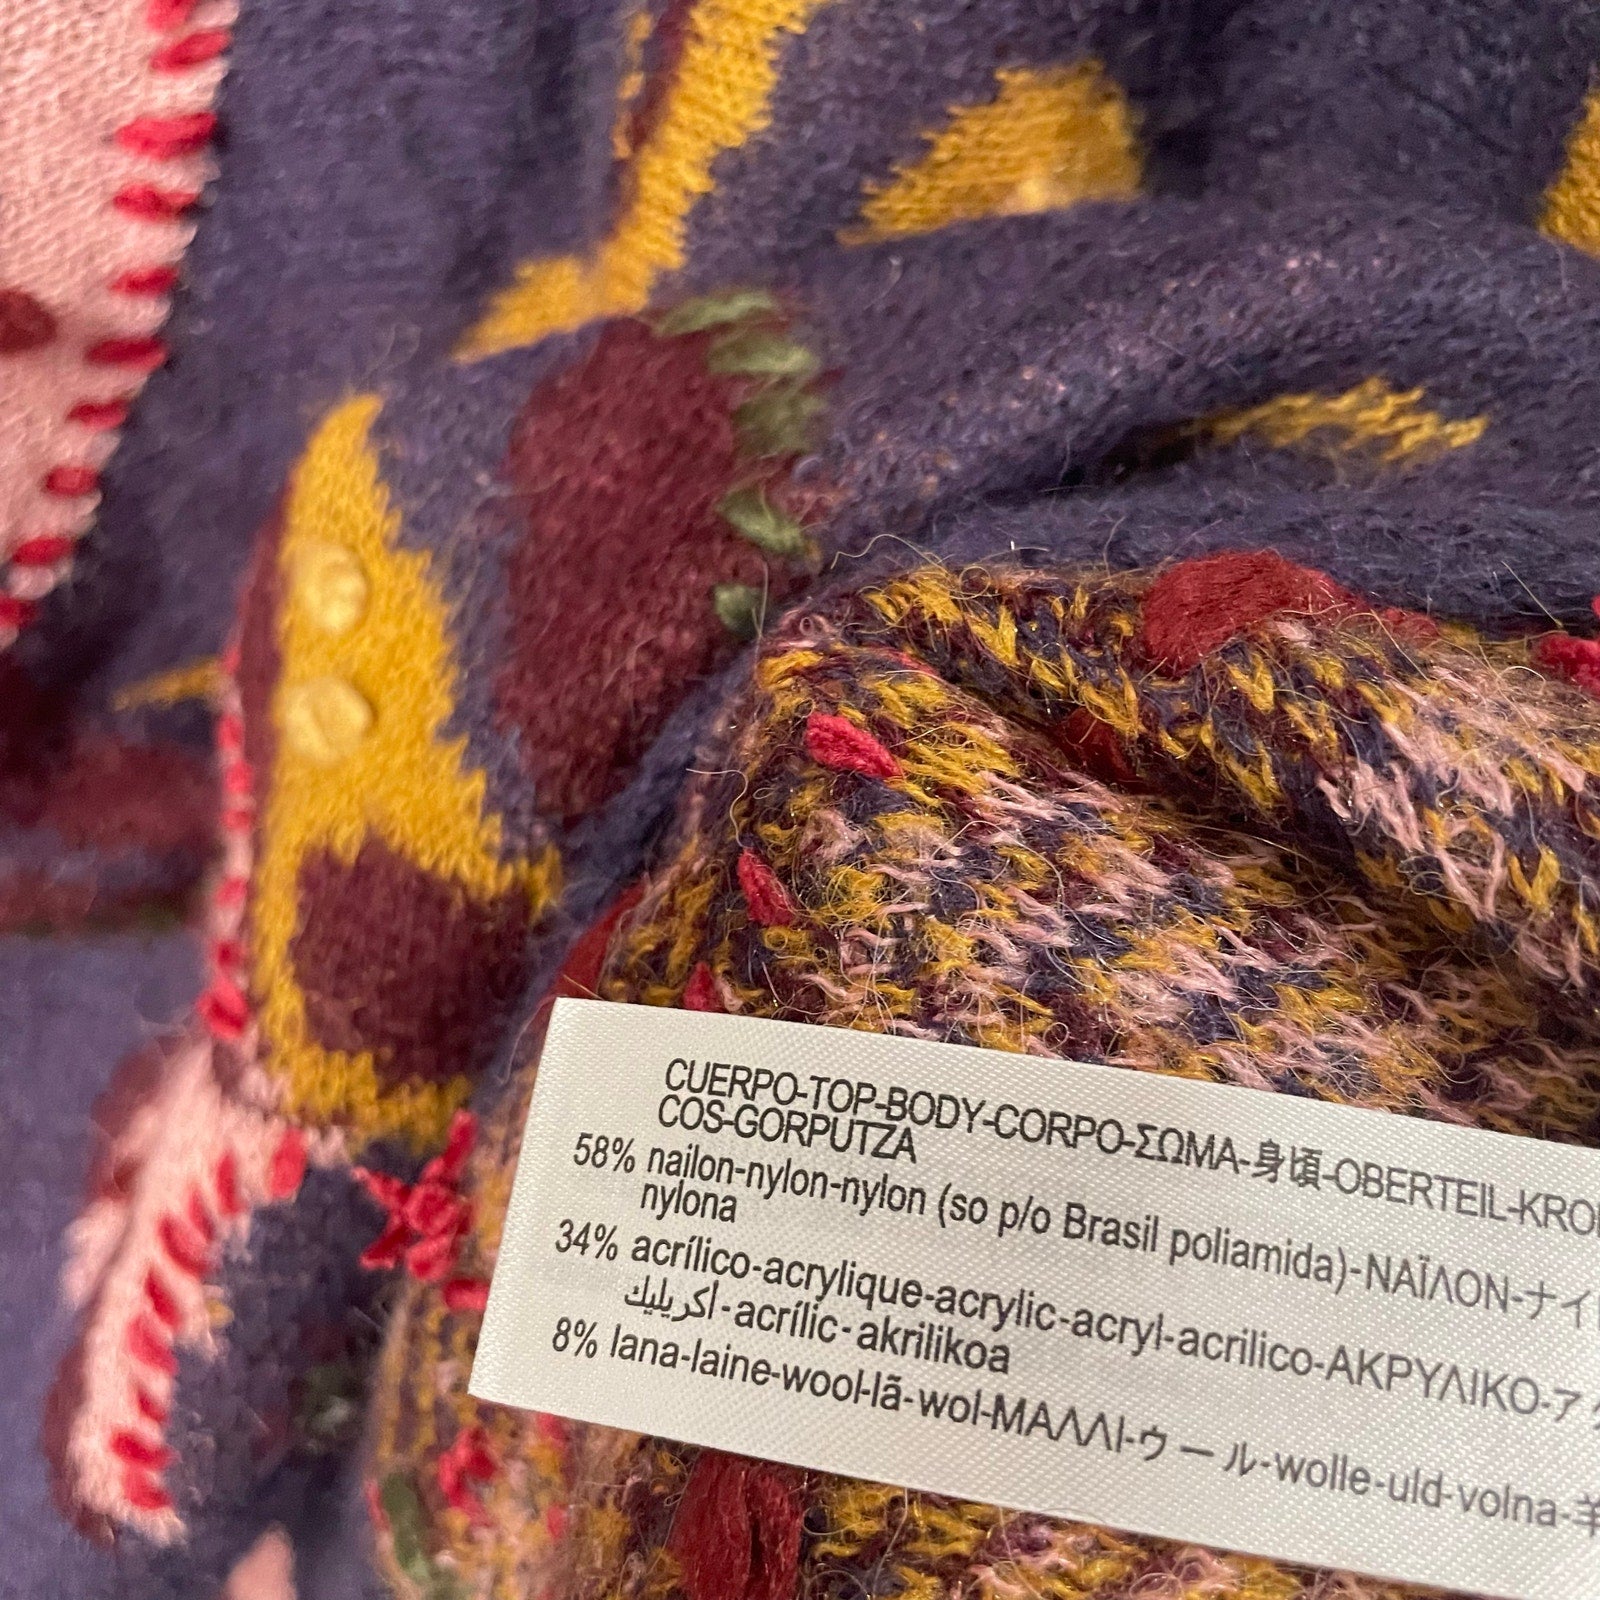 CUERPO-TOP-BODY-CORPO-ΣΩΜΑ-身頃-OBERTEIL-KRO
COS-GORPUTZA
58% nailon-nylon-nylon (so p/o Brasil poliamida)-ΝΑΪΛΟΝ-ナイ
nylona
34% acrílico-acrylique-acrylic-acryl-acrilico-ΑΚΡΥΛΙΚΟ-ア
أكريليك-acrílic-akrilikoa
8% lana-laine-wool-lã-wol-ΜΑΛΛΙ-ウール-wolle-uld-volna-羊